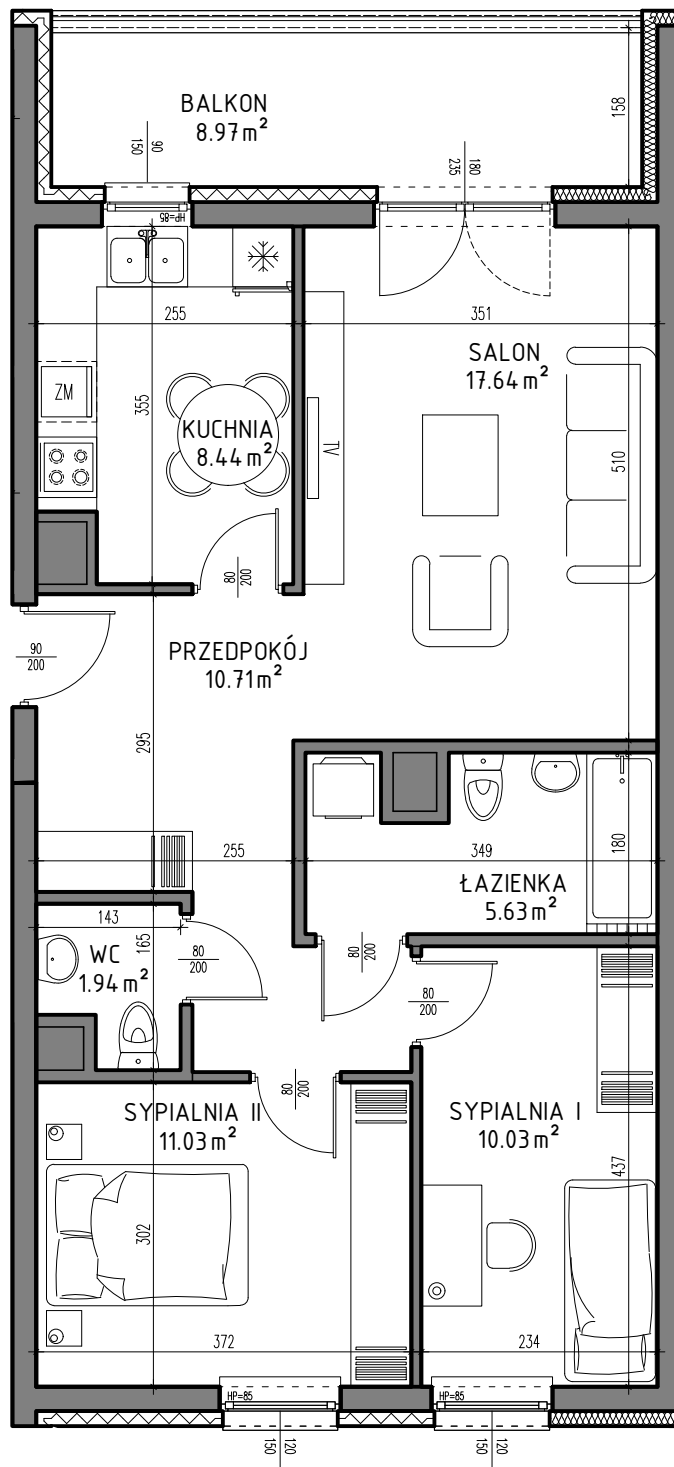 BALKON
8.97 m²
158
90
150
180
235
HP=85
255
351
SALON
17.64 m²
ZM
355
KUCHNIA
8.44 m²
TV
510
80
200
90
200
PRZEDPOKÓJ
10.71 m²
295
255
349
180
ŁAZIENKA
5.63 m²
143
WC
1.94 m²
165
80
200
80
200
80
200
80
200
SYPIALNIA II
11.03 m²
SYPIALNIA I
10.03 m²
437
302
372
234
HP=85
HP=85
120
150
120
150